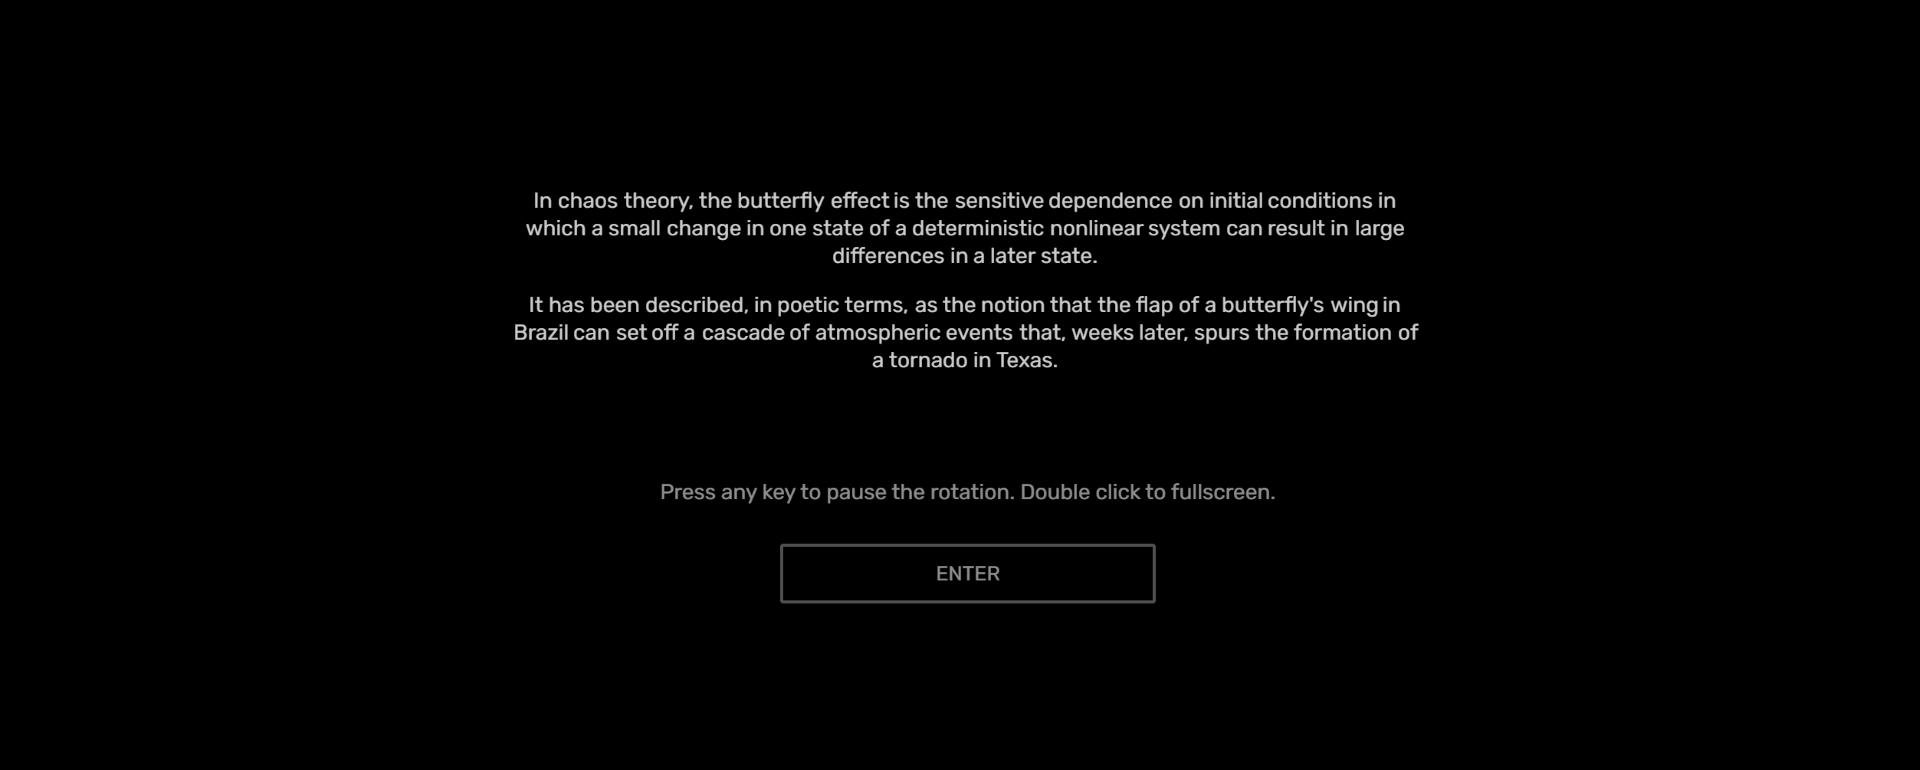 In chaos theory, the butterfly effect is the sensitive dependence on initial conditions in
which a small change in one state of a deterministic nonlinear system can result in large
differences in a later state.
It has been described, in poetic terms, as the notion that the flap of a butterfly's wing in
Brazil can set off a cascade of atmospheric events that, weeks later, spurs the formation of
a tornado in Texas.
Press any key to pause the rotation. Double click to fullscreen.
ENTER